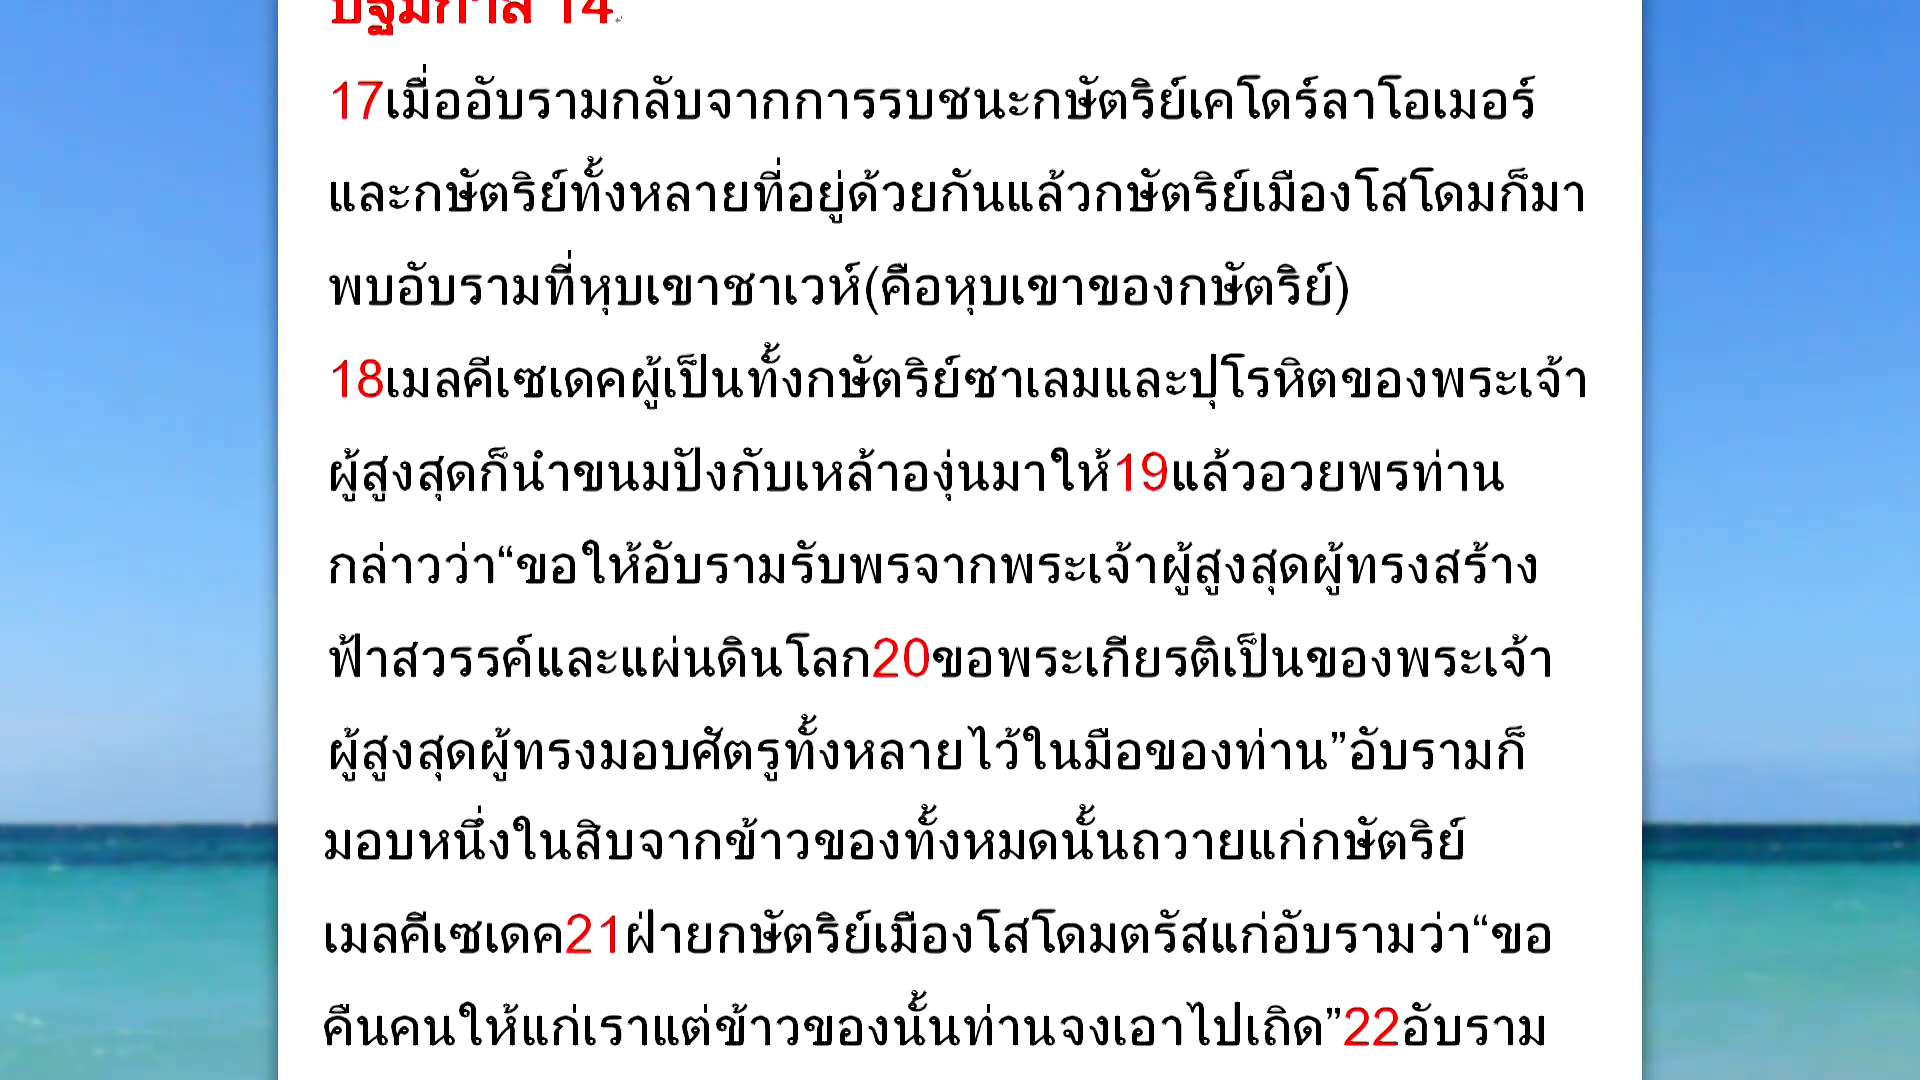 ปฐมกาล 14
17เมื่ออับรามกลับจากการรบชนะกษัตริย์เคโดร์ลาโอเมอร์
และกษัตริย์ทั้งหลายที่อยู่ด้วยกันแล้วกษัตริย์เมืองโสโดมก็มา
พบอับรามที่หุบเขาชาเวห์(คือหุบเขาของกษัตริย์)
18เมลคีเซเดคผู้เป็นทั้งกษัตริย์ซาเลมและปุโรหิตของพระเจ้า
ผู้สูงสุดก็นำขนมปังกับเหล้าองุ่นมาให้19แล้วอวยพรท่าน
กล่าวว่า“ขอให้อับรามรับพรจากพระเจ้าผู้สูงสุดผู้ทรงสร้าง
ฟ้าสวรรค์และแผ่นดินโลก20ขอพระเกียรติเป็นของพระเจ้า
ผู้สูงสุดผู้ทรงมอบศัตรูทั้งหลายไว้ในมือของท่าน”อับรามก็
มอบหนึ่งในสิบจากข้าวของทั้งหมดนั้นถวายแก่กษัตริย์
เมลคีเซเดค21ฝ่ายกษัตริย์เมืองโสโดมตรัสแก่อับรามว่า“ขอ
คืนคนให้แก่เราแต่ข้าวของนั้นท่านจงเอาไปเถิด”22อับราม